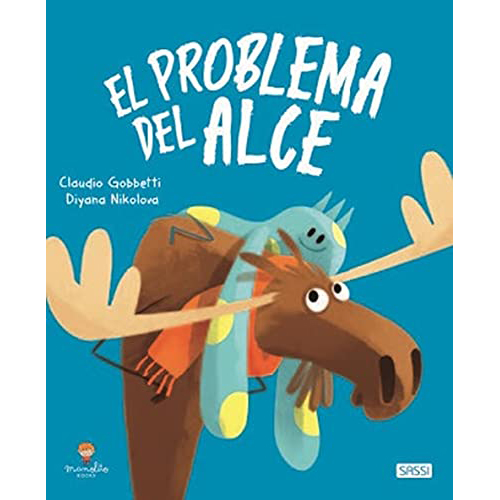 EL PROBLEMA
DEL ALCE
Claudio Gobbetti
Diyana Nikolova
manolito
BOOKS
SASSI